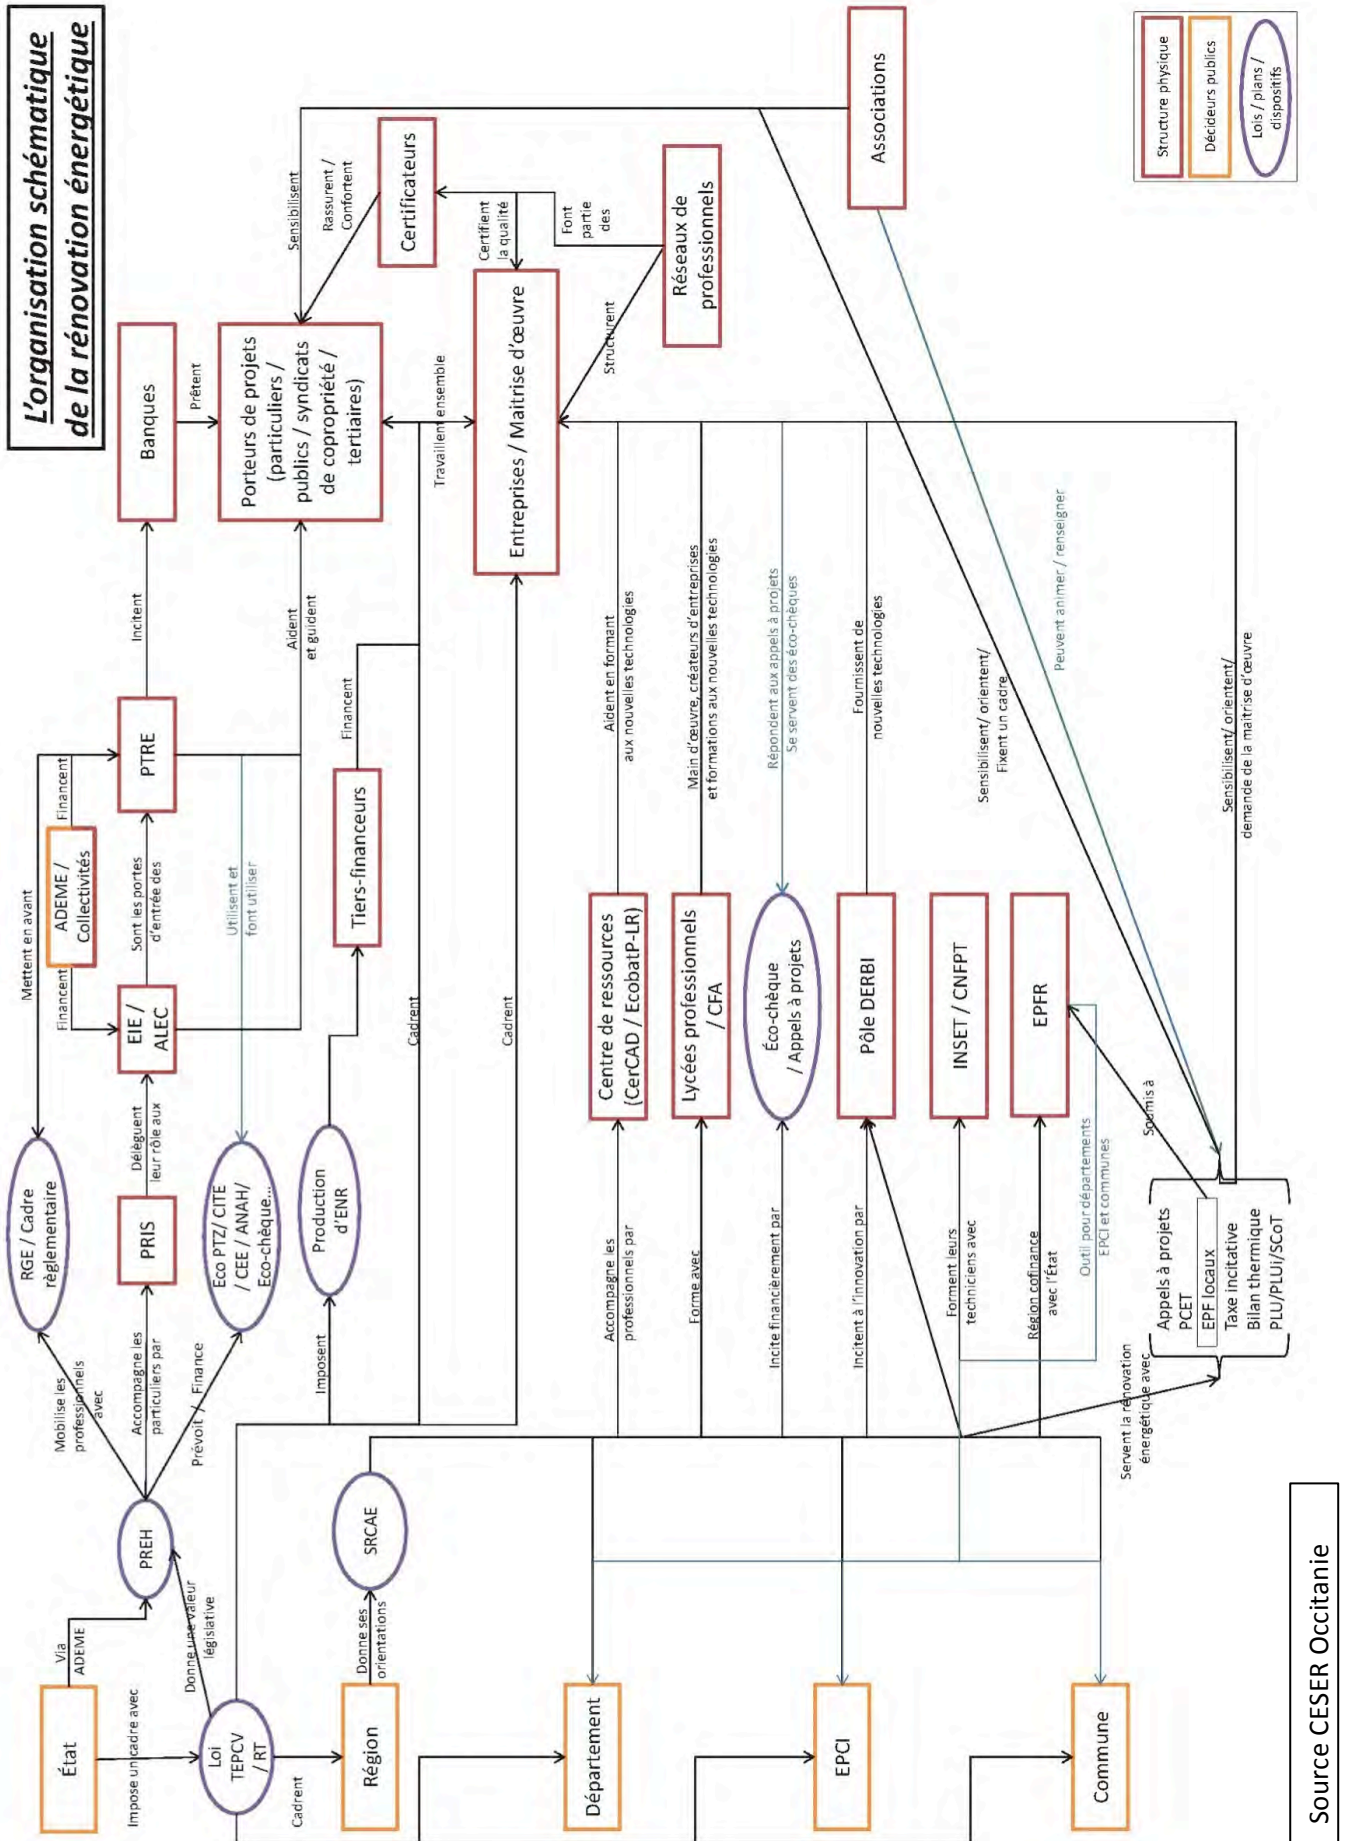 L'organisation schématique
de la rénovation énergétique
État
Via
ADEME
Impose un cadre avec
Loi
TEPCV
/ RT
Donne une valeur
législative
PREH
Mobilise les
professionnels
avec
Accompagne les
particuliers par
Prévoit / Finance
RGE / Cadre
règlementaire
Mettent en avant
PRIS
Délèguent
leur rôle aux
EIE /
ALEC
Financent
ADEME /
Collectivités
Financent
Sont les portes
d'entrée des
PTRE
Incitent
Banques
Prêtent
Eco PTZ/ CITE
/ CEE / ANAH/
Eco-chèque...
Utilisent et
font utiliser
Aident
et guident
Porteurs de projets
(particuliers /
publics / syndicats
de copropriété /
tertiaires)
Sensibilisent
Rassurent /
Confortent
Certificateurs
Cadrent
Région
Donne ses
orientations
SRCAE
Imposent
Production
d'ENR
Tiers-financeurs
Financent
Cadrent
Travaillent ensemble
Cadrent
Entreprises / Maitrise d'œuvre
Certifient
la qualité
Font
partie
des
Structurent
Réseaux de
professionnels
Département
Accompagne les
professionnels par
Centre de ressources
(CerCAD / EcobatP-LR)
Aident en formant
aux nouvelles technologies
Forme avec
Lycées professionnels
/ CFA
Main d'œuvre, créateurs d'entreprises
et formations aux nouvelles technologies
Incite financièrement par
Éco-chèque
/ Appels à projets
Répondent aux appels à projets
Se servent des éco-chèques
EPCI
Incitent à l'innovation par
Pôle DERBI
Fournissent de
nouvelles technologies
Associations
Forment leurs
techniciens avec
INSET / CNFPT
Sensibilisent/ orientent/
Fixent un cadre
Région cofinance
avec l'État
EPFR
Peuvent animer / renseigner
Commune
Outil pour départements
EPCI et communes
Soumis à
Servent la rénovation
énergétique avec
Appels à projets
PCET
EPF locaux
Taxe incitative
Bilan thermique
PLU/PLUi/SCoT
Sensibilisent/ orientent/
demande de la maitrise d'œuvre
Structure physique
Décideurs publics
Lois / plans /
dispositifs
Source CESER Occitanie